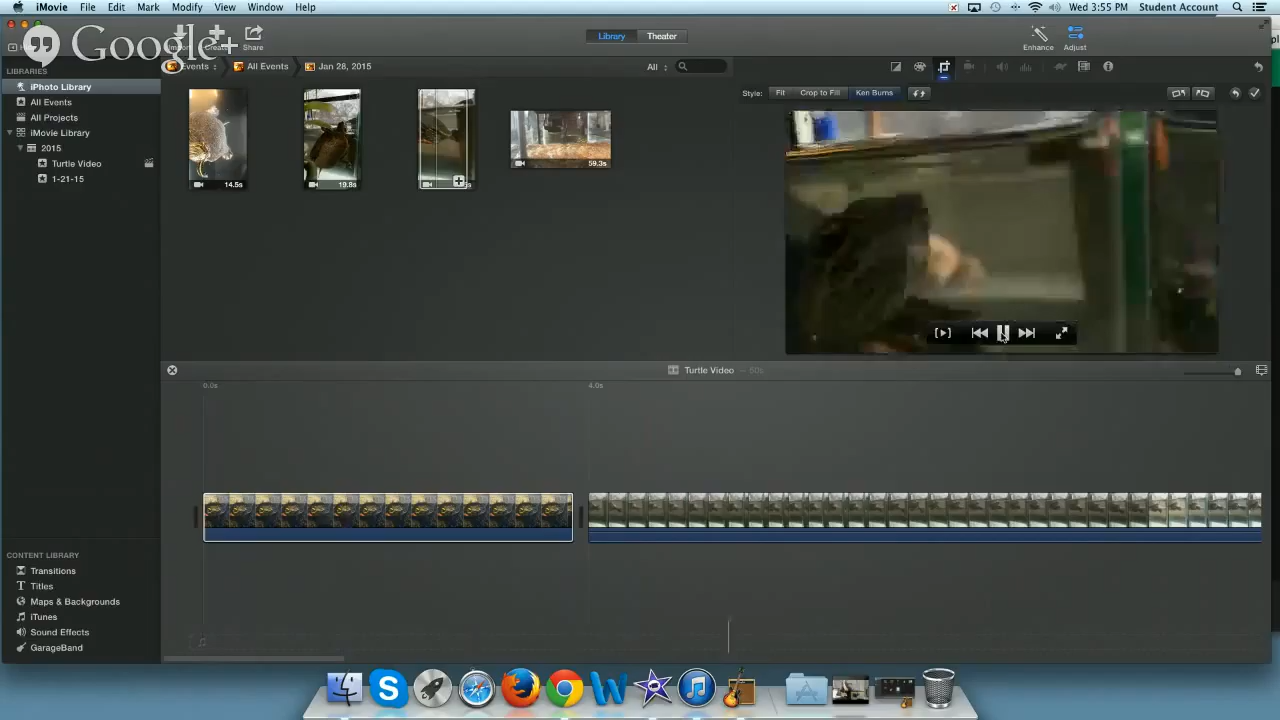 iMovie File Edit Mark Modify View Window Help Wed 3:55 PM Student Account
Google+
Share
Library Theater
Enhance Adjust
LIBRARIES
iPhoto Library
All Events
All Projects
iMovie Library
2015
Turtle Video
1-21-15
Events All Events Jan 28, 2015 All
14.5s 19.8s 59.3s
Style: Fit Crop to Fill Ken Burns
Turtle Video — 50s
0.0s 4.0s
CONTENT LIBRARY
Transitions
T Titles
Maps & Backgrounds
iTunes
Sound Effects
GarageBand